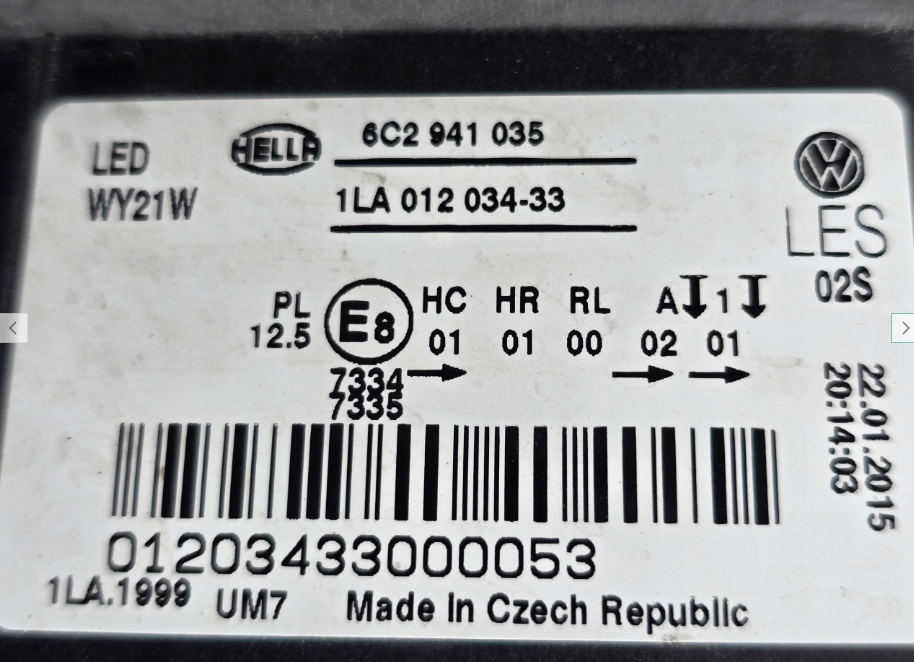 LED
WY21W
HELLA
6C2 941 035
1LA 012 034-33
LES
02S
PL
12.5
E8
HC HR RL A 1
01 01 00 02 01
7334
7335
22.01.2015
20:14:03
01203433000053
1LA.1999 UM7 Made In Czech Republic